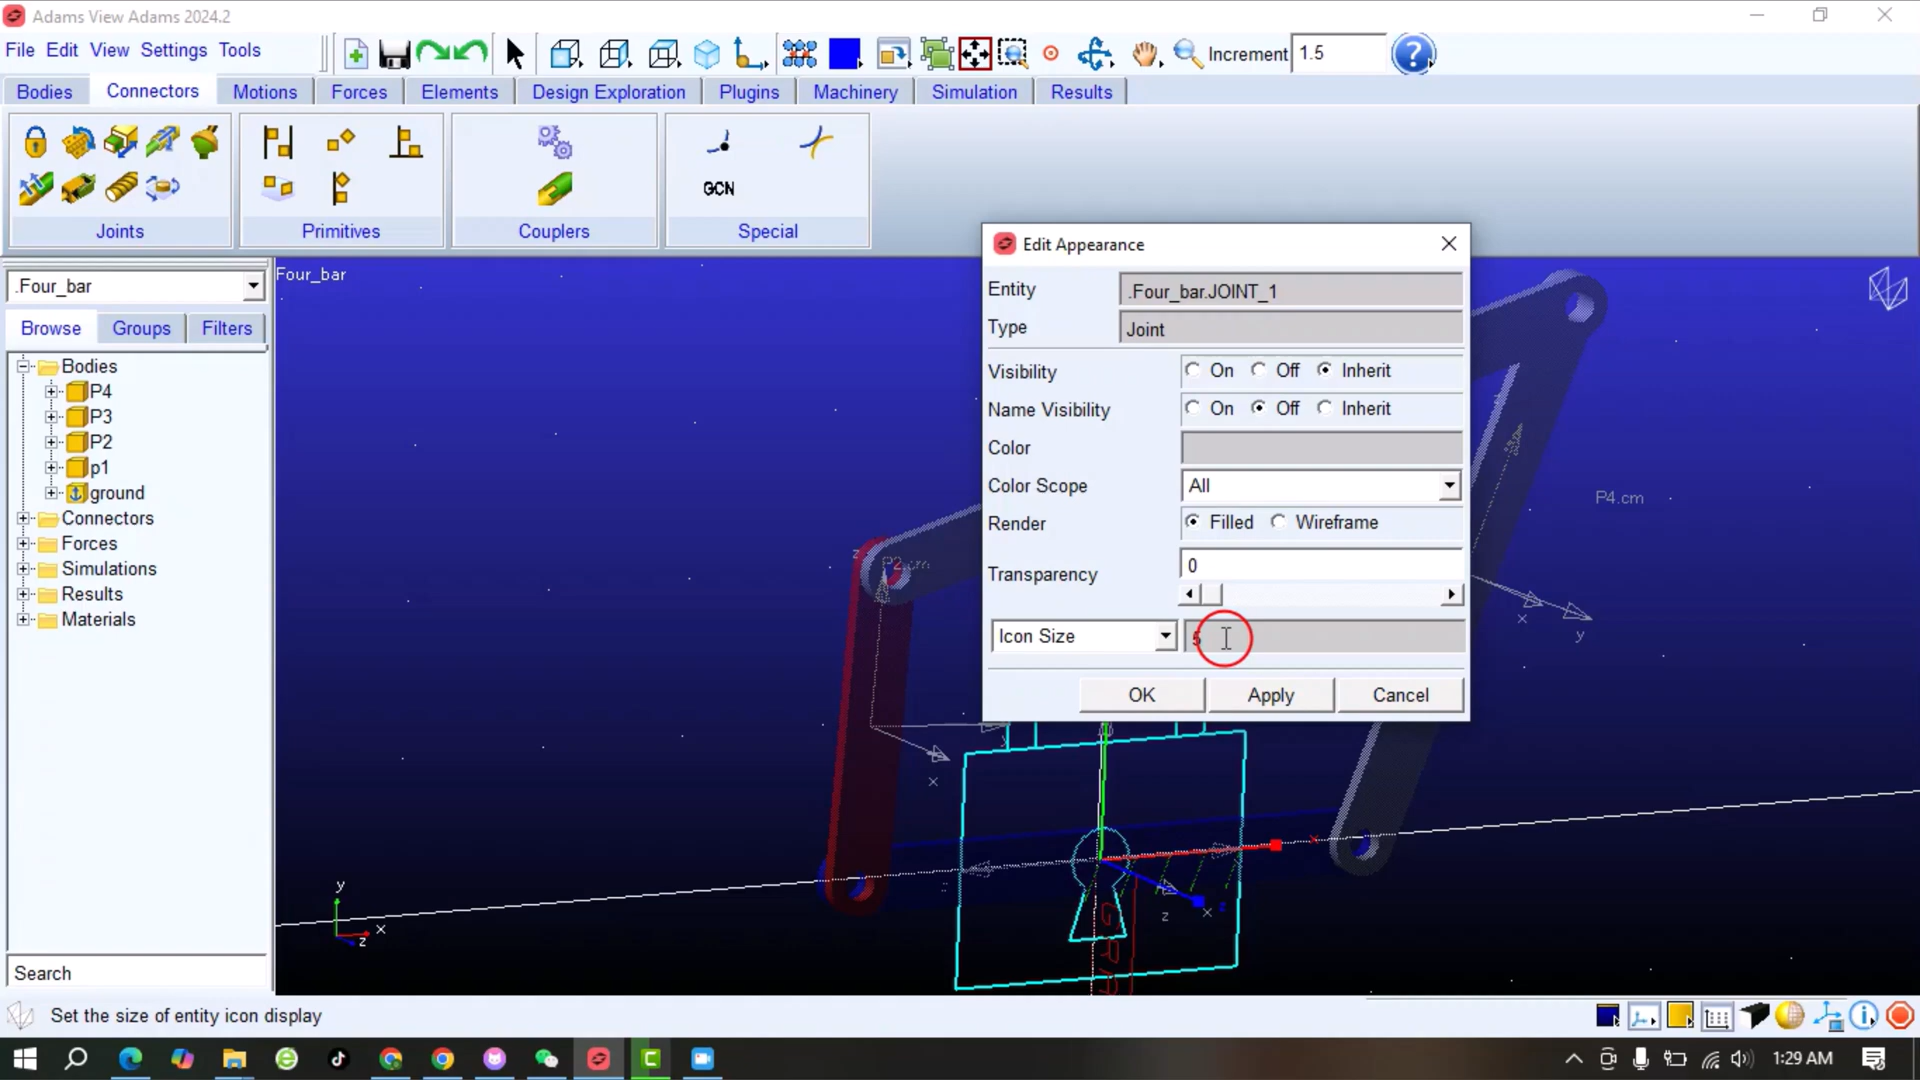 Adams View Adams 2024.2
File Edit View Settings Tools
Increment 1.5
Bodies Connectors Motions Forces Elements Design Exploration Plugins Machinery Simulation Results
GCN
Joints Primitives Couplers Special
.Four_bar
Browse Groups Filters
Bodies
P4
P3
P2
p1
ground
Connectors
Forces
Simulations
Results
Materials
Search
Four_bar
Edit Appearance
Entity .Four_bar.JOINT_1
Type Joint
Visibility On Off Inherit
Name Visibility On Off Inherit
Color
Color Scope All
Render Filled Wireframe
Transparency 0
Icon Size 5
OK Apply Cancel
P4.cm
P2.cm
z
x
y
y
x
x
z
x
z
z
y
x
z
Set the size of entity icon display
1:29 AM